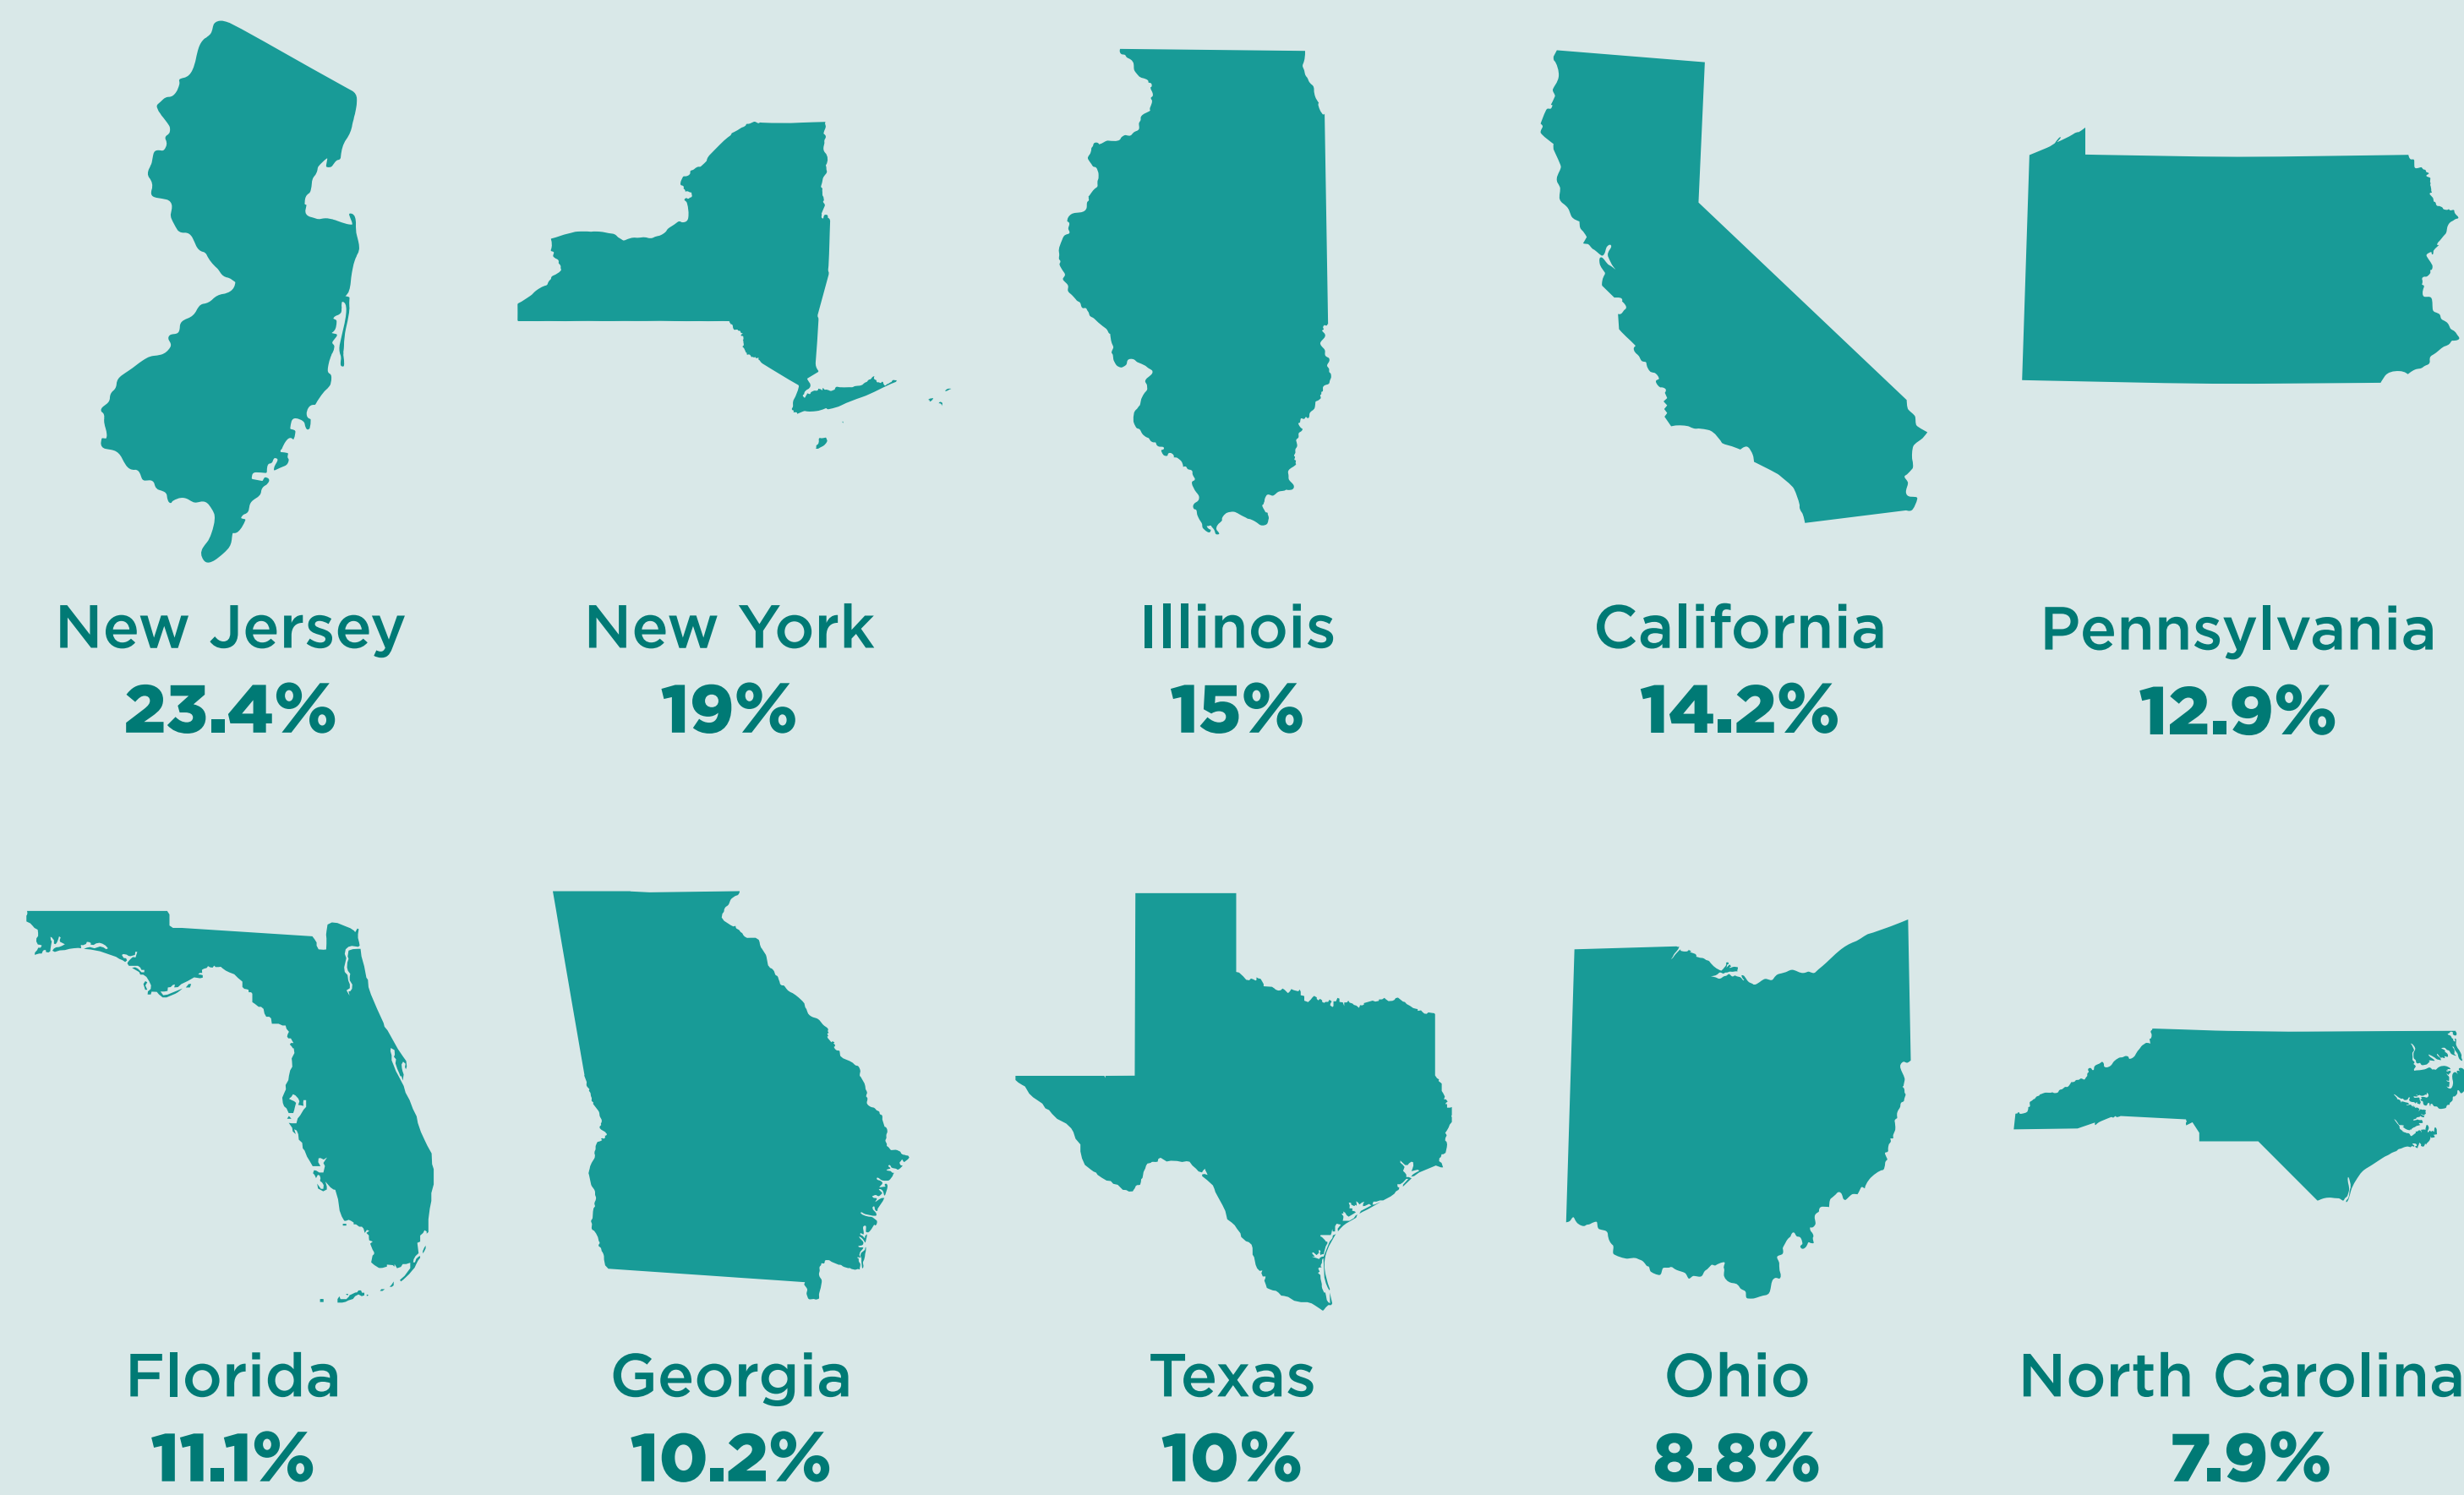 New Jersey
23.4%
New York
19%
Illinois
15%
California
14.2%
Pennsylvania
12.9%
Florida
11.1%
Georgia
10.2%
Texas
10%
Ohio
8.8%
North Carolina
7.9%